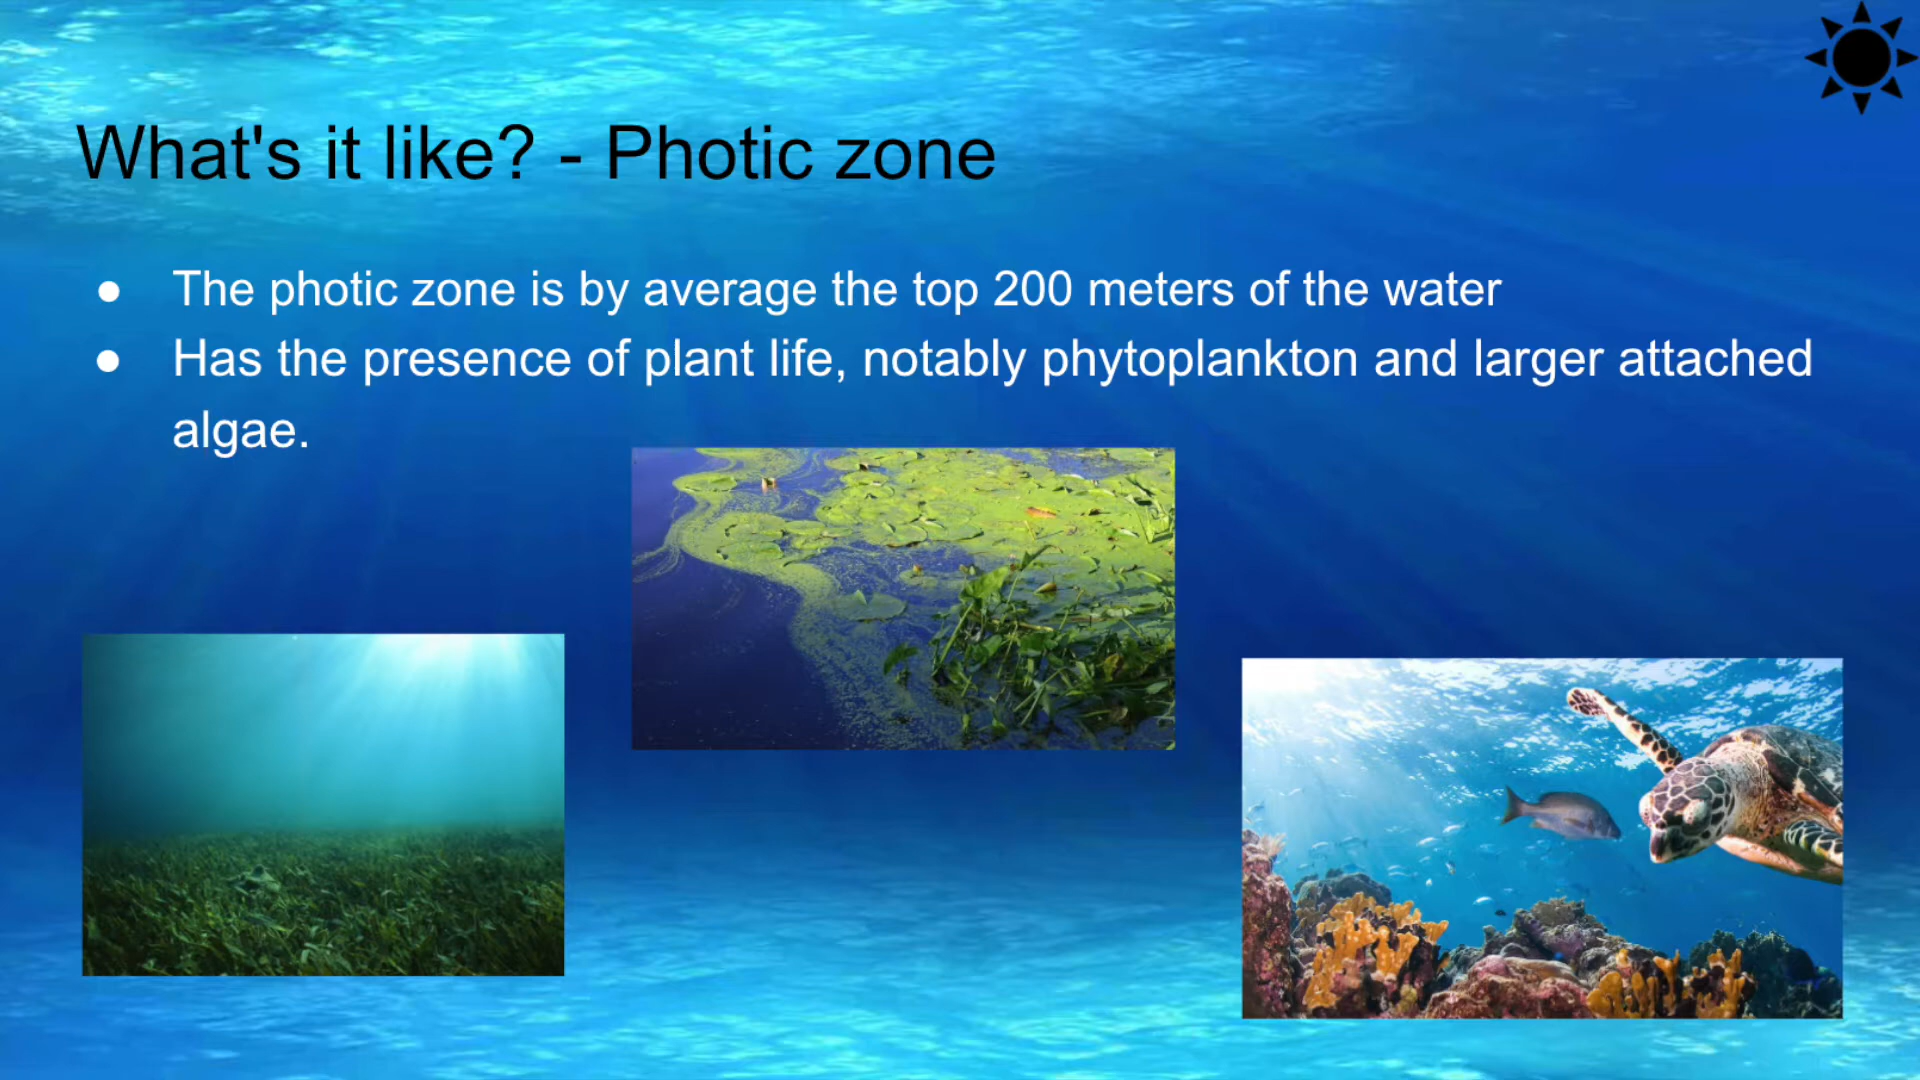 What's it like? - Photic zone
● The photic zone is by average the top 200 meters of the water
● Has the presence of plant life, notably phytoplankton and larger attached
algae.